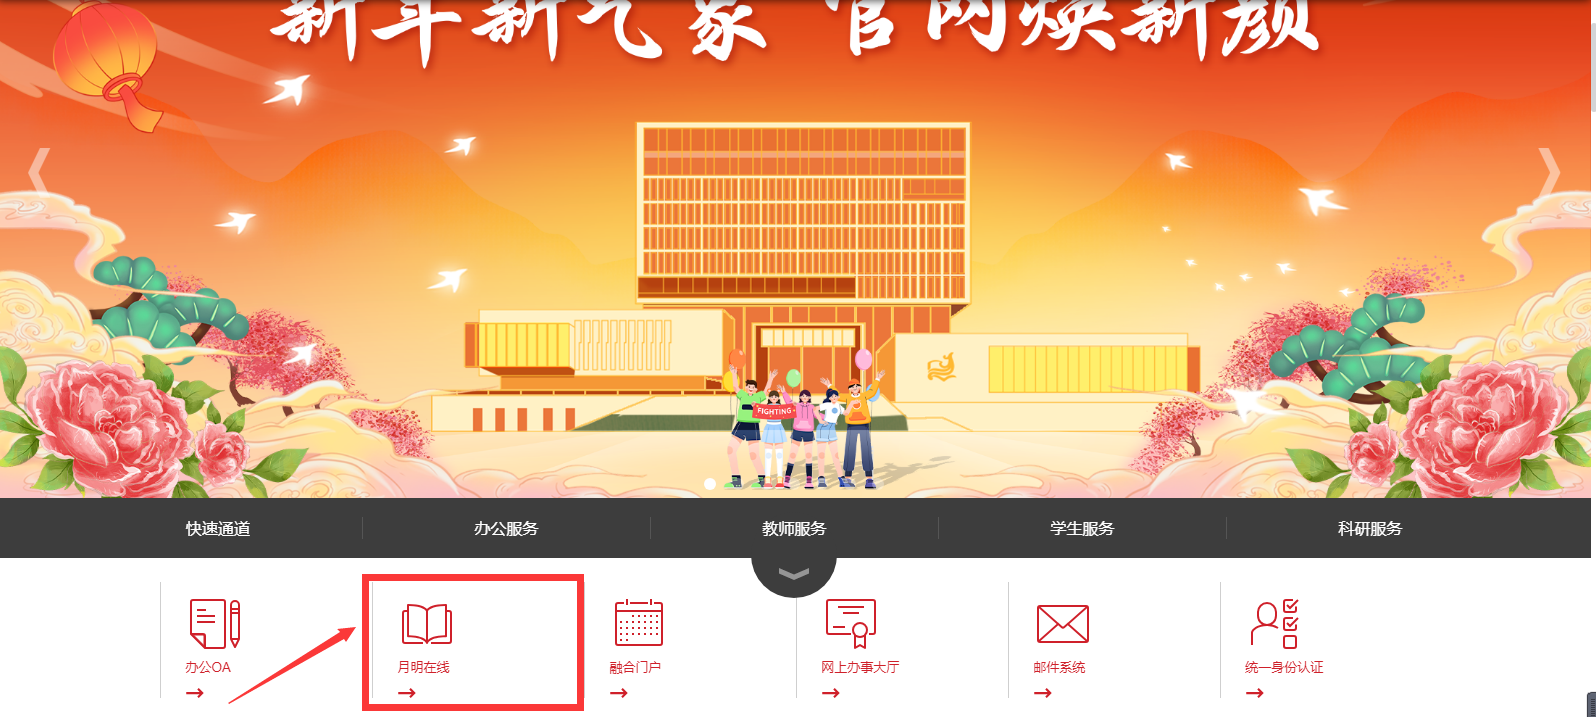 新年新气象 官网焕新颜
FIGHTING
快速通道
办公服务
教师服务
学生服务
科研服务
办公OA
月明在线
融合门户
网上办事大厅
邮件系统
统一身份认证